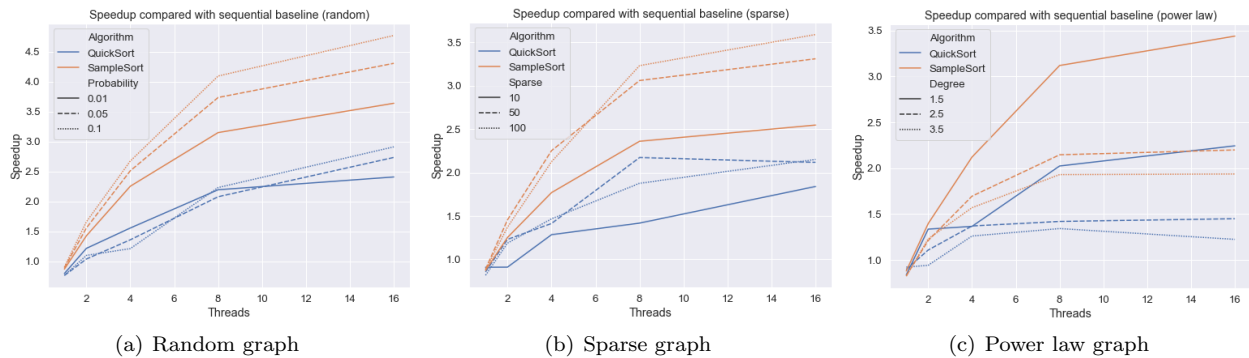 Speedup compared with sequential baseline (random)
Algorithm
QuickSort
SampleSort
Probability
0.01
0.05
0.1
4.5
4.0
3.5
3.0
2.5
2.0
1.5
1.0
Speedup
2 4 6 8 10 12 14 16
Threads
(a) Random graph
Speedup compared with sequential baseline (sparse)
Algorithm
QuickSort
SampleSort
Sparse
10
50
100
3.5
3.0
2.5
2.0
1.5
1.0
Speedup
2 4 6 8 10 12 14 16
Threads
(b) Sparse graph
Speedup compared with sequential baseline (power law)
Algorithm
QuickSort
SampleSort
Degree
1.5
2.5
3.5
3.5
3.0
2.5
2.0
1.5
1.0
Speedup
2 4 6 8 10 12 14 16
Threads
(c) Power law graph